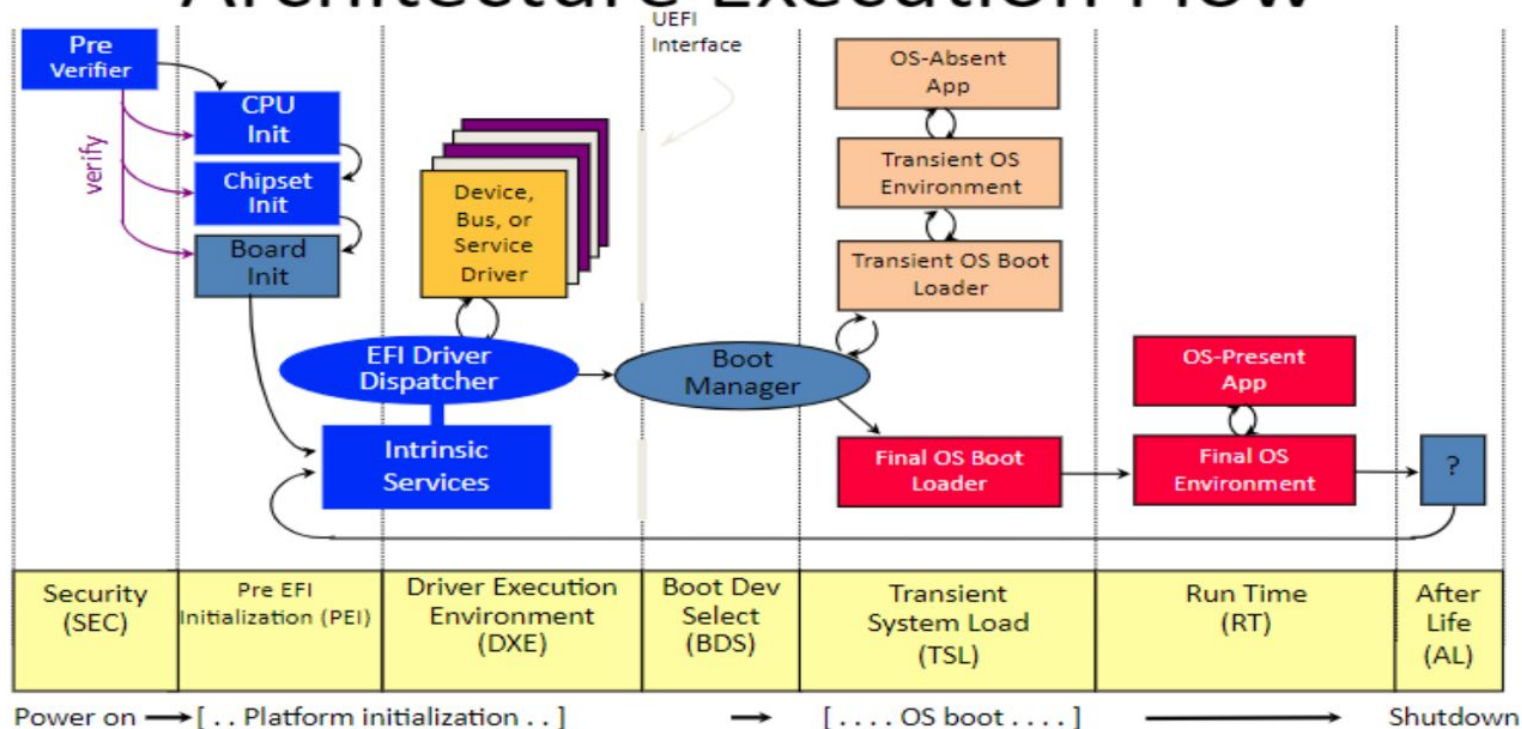 Architecture Execution Flow
UEFI
Interface
Pre
Verifier
verify
CPU
Init
Chipset
Init
Board
Init
Device,
Bus, or
Service
Driver
EFI Driver
Dispatcher
Intrinsic
Services
Boot
Manager
OS-Absent
App
Transient OS
Environment
Transient OS Boot
Loader
Final OS Boot
Loader
OS-Present
App
Final OS
Environment
?
Security
(SEC)
Pre EFI
Initialization (PEI)
Driver Execution
Environment
(DXE)
Boot Dev
Select
(BDS)
Transient
System Load
(TSL)
Run Time
(RT)
After
Life
(AL)
Power on [ . . Platform initialization . . ] [ . . . . OS boot . . . . ] Shutdown